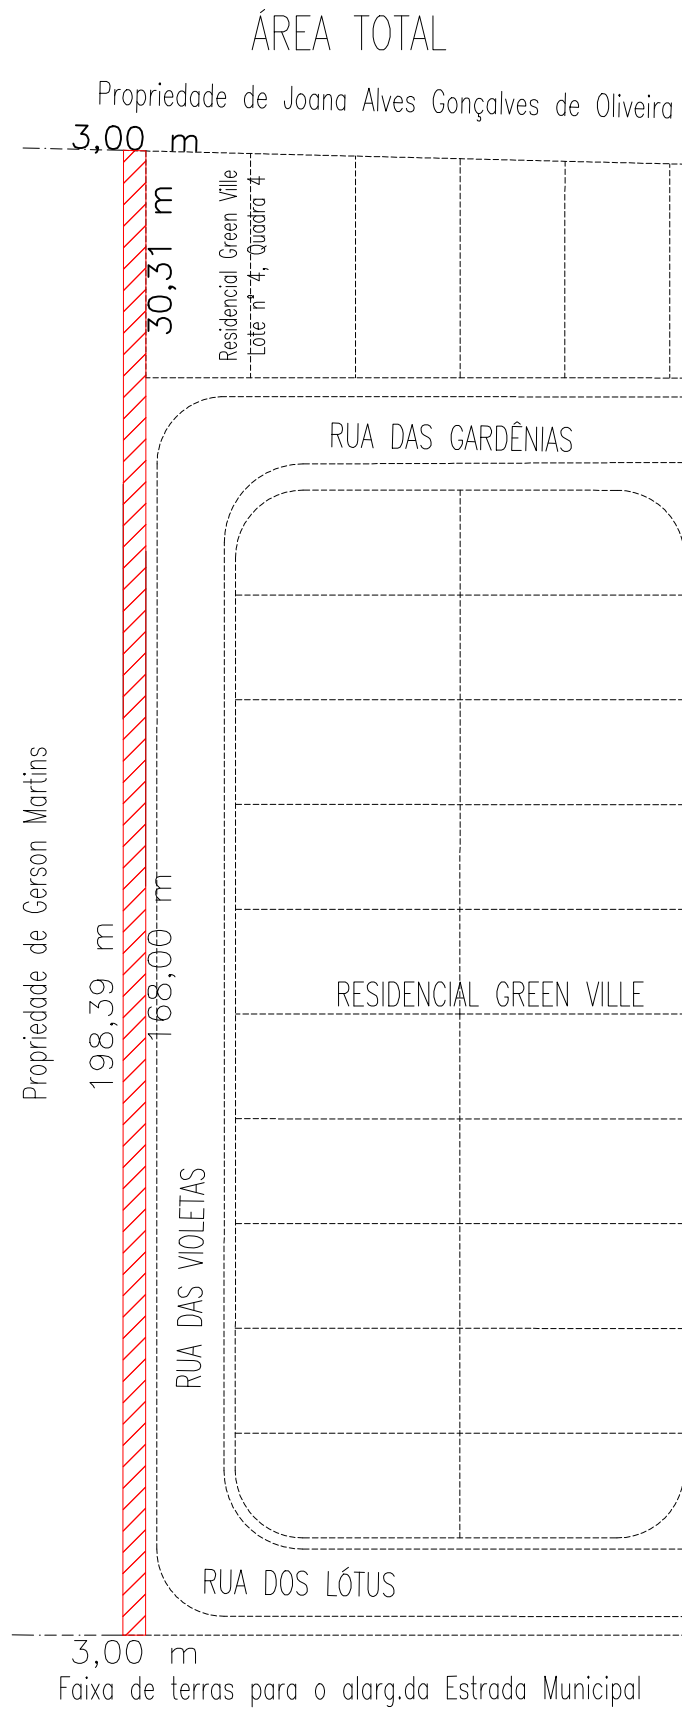 ÁREA TOTAL
Propriedade de Joana Alves Gonçalves de Oliveira
3,00 m
30,31 m
Residencial Green Ville
Lote nº 4, Quadra 4
RUA DAS GARDÊNIAS
Propriedade de Gerson Martins
198,39 m
168,00 m
RESIDENCIAL GREEN VILLE
RUA DAS VIOLETAS
RUA DOS LÓTUS
3,00 m
Faixa de terras para o alarg.da Estrada Municipal